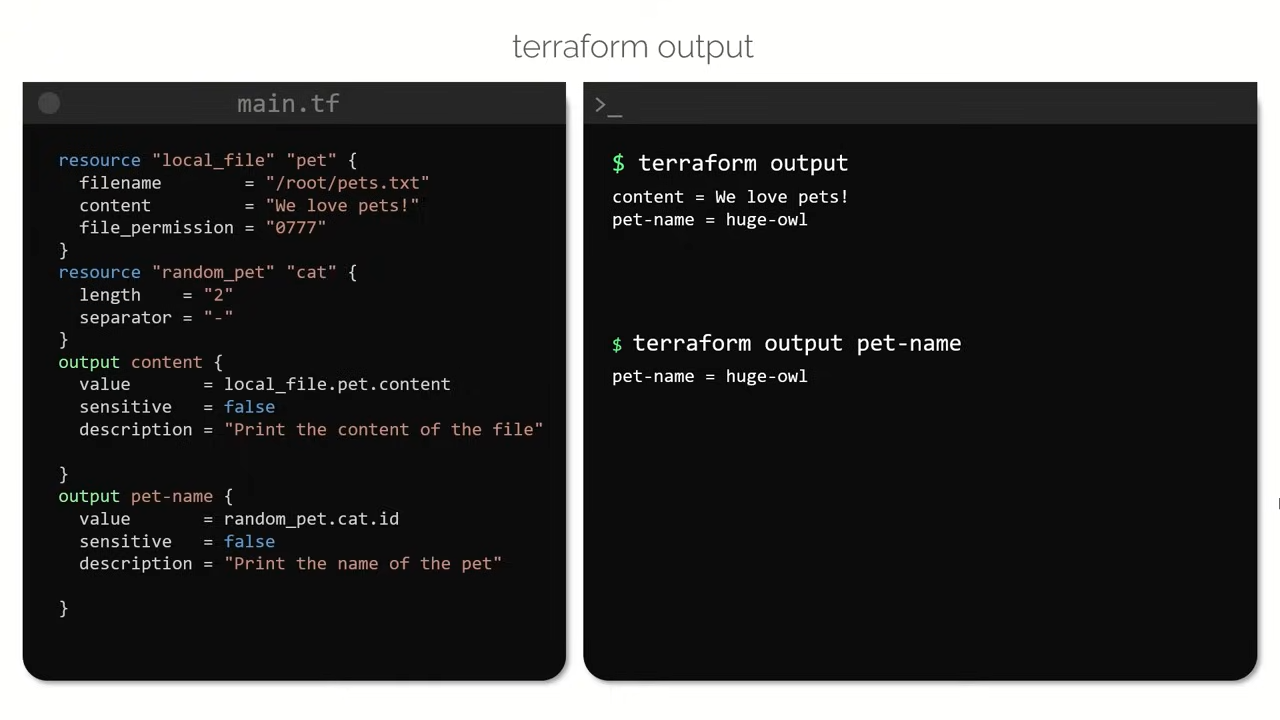 terraform output
main.tf
resource "local_file" "pet" {
  filename        = "/root/pets.txt"
  content         = "We love pets!"
  file_permission = "0777"
}
resource "random_pet" "cat" {
  length    = "2"
  separator = "-"
}
output content {
  value       = local_file.pet.content
  sensitive   = false
  description = "Print the content of the file"
}
output pet-name {
  value       = random_pet.cat.id
  sensitive   = false
  description = "Print the name of the pet"
}
>_
$ terraform output
content = We love pets!
pet-name = huge-owl
$ terraform output pet-name
pet-name = huge-owl